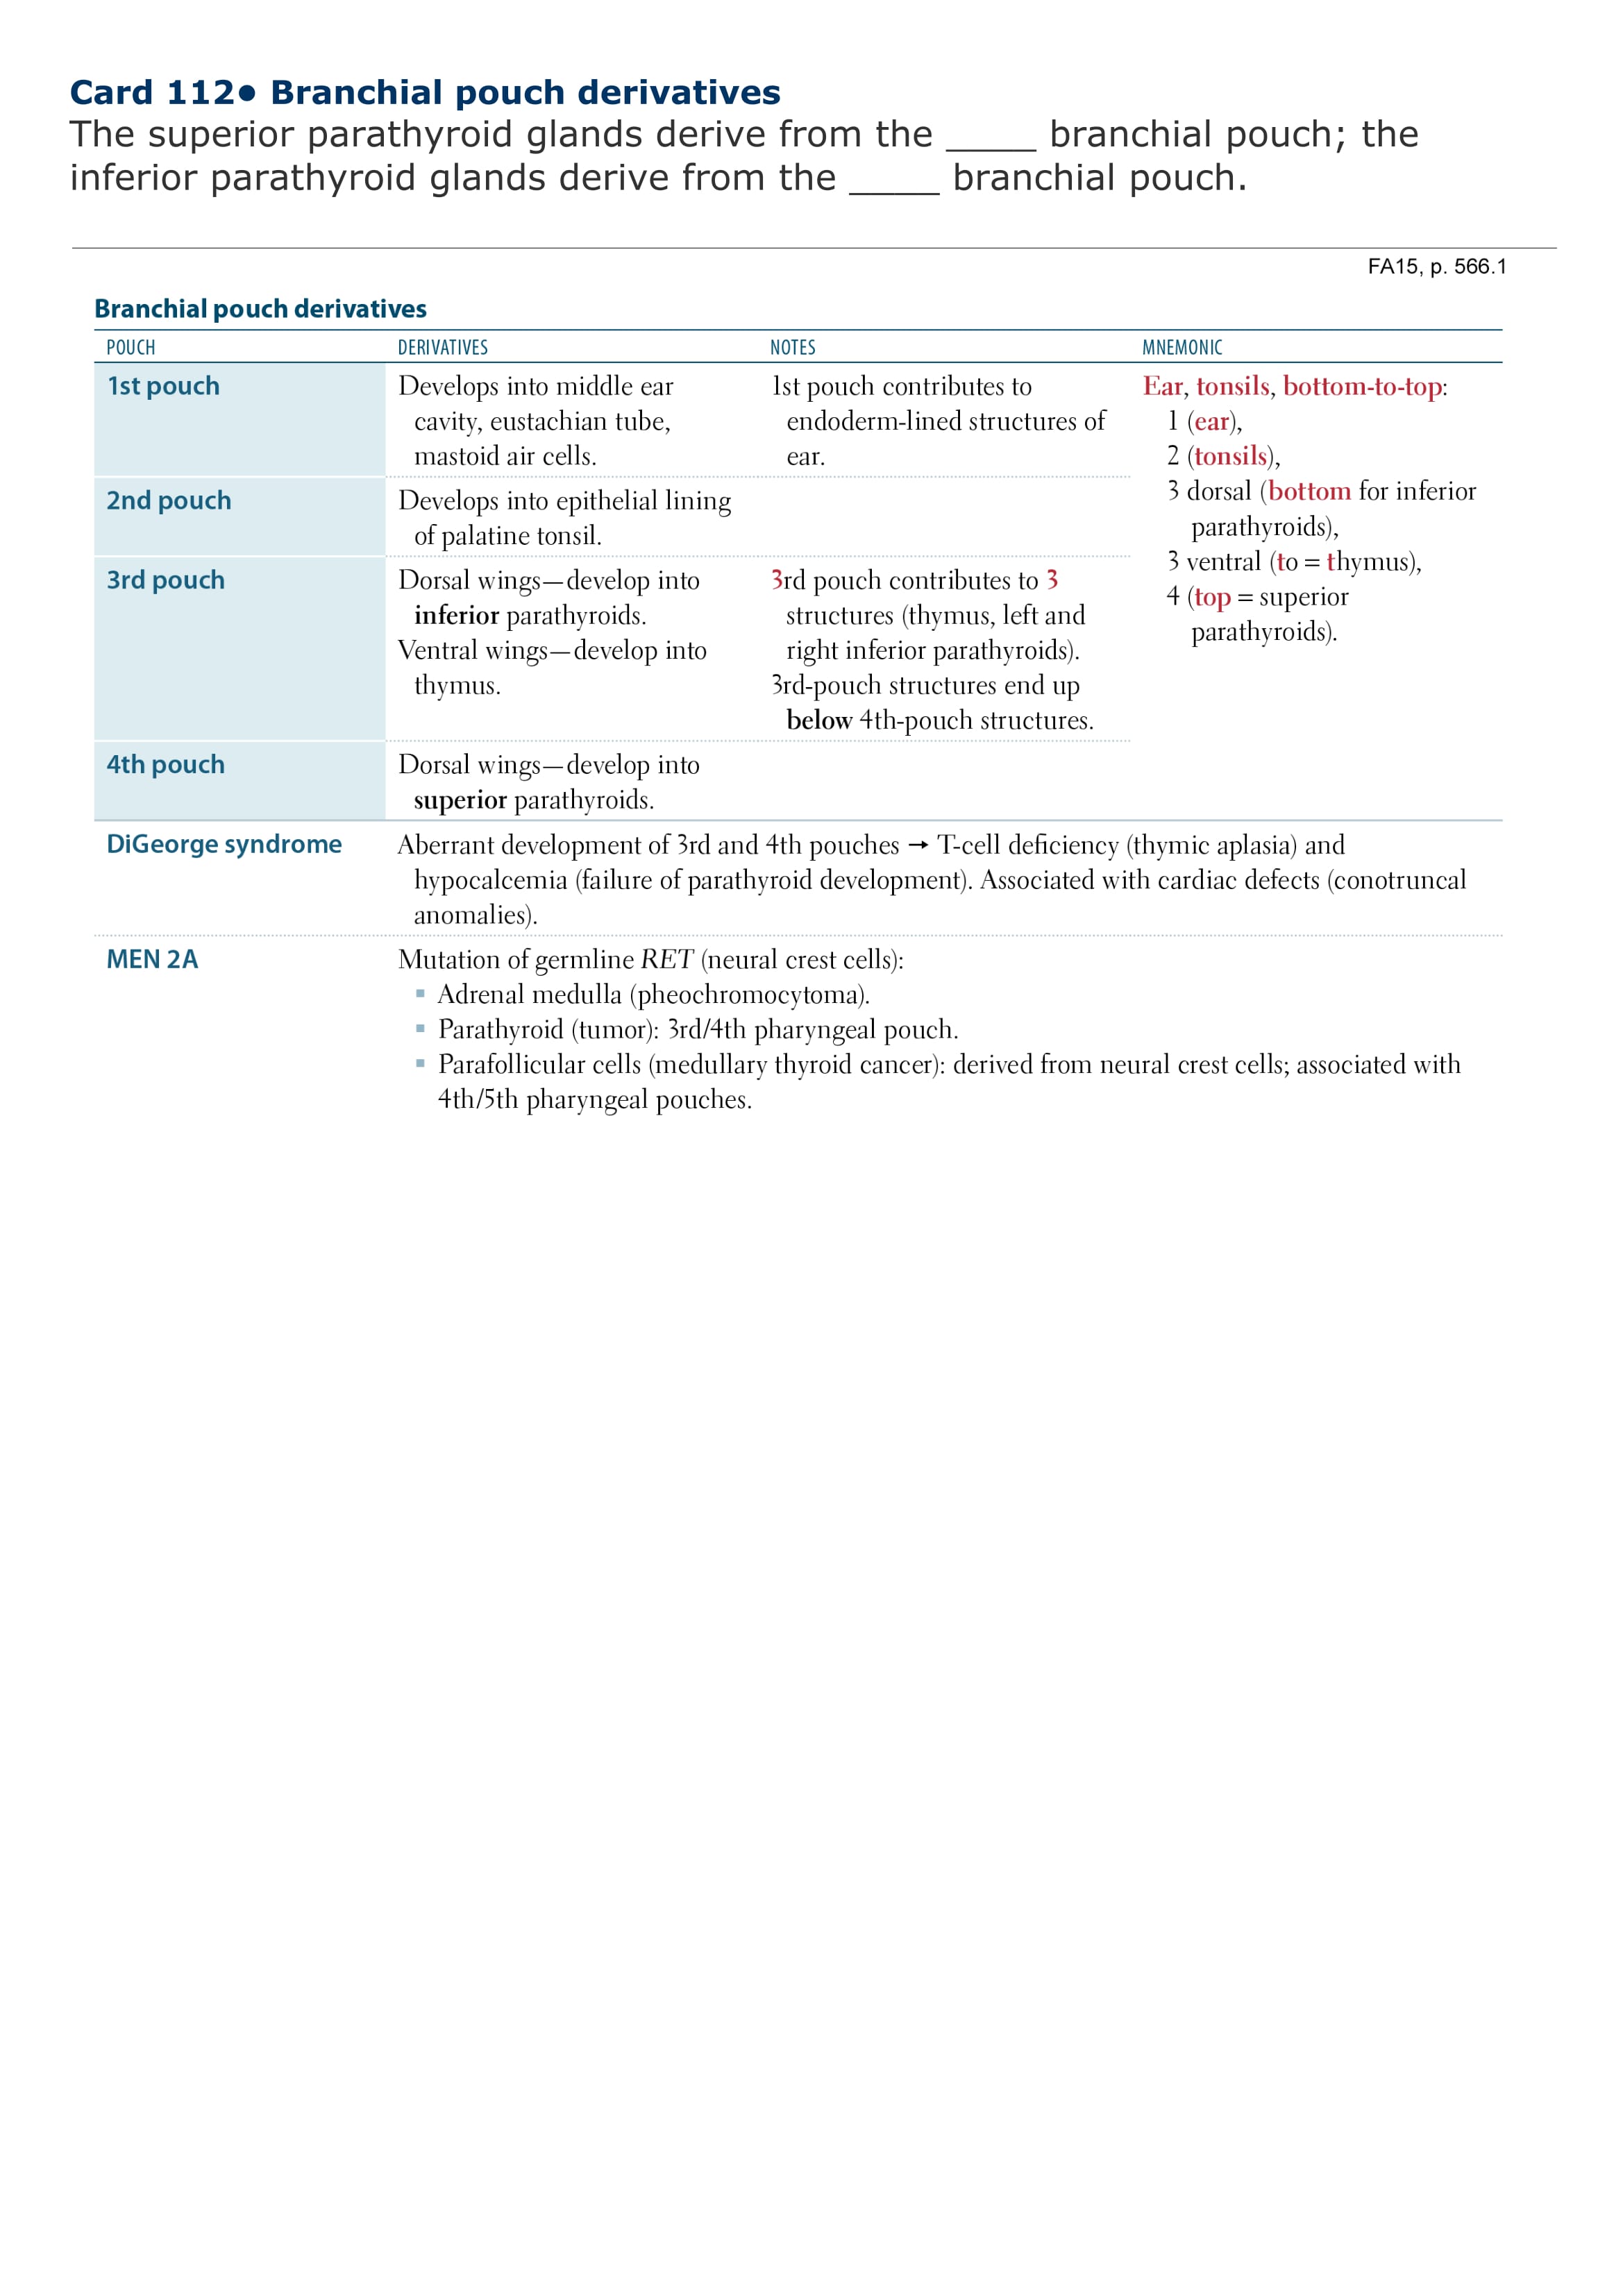 Card 112• Branchial pouch derivatives
The superior parathyroid glands derive from the ____ branchial pouch; the
inferior parathyroid glands derive from the ____ branchial pouch.
FA15, p. 566.1
Branchial pouch derivatives
POUCH DERIVATIVES NOTES MNEMONIC
1st pouch
Develops into middle ear
cavity, eustachian tube,
mastoid air cells.
1st pouch contributes to
endoderm-lined structures of
ear.
Ear, tonsils, bottom-to-top:
1 (ear),
2 (tonsils),
3 dorsal (bottom for inferior
parathyroids),
3 ventral (to = thymus),
4 (top = superior
parathyroids).
2nd pouch
Develops into epithelial lining
of palatine tonsil.
3rd pouch
Dorsal wings—develop into
inferior parathyroids.
Ventral wings—develop into
thymus.
3rd pouch contributes to 3
structures (thymus, left and
right inferior parathyroids).
3rd-pouch structures end up
below 4th-pouch structures.
4th pouch
Dorsal wings—develop into
superior parathyroids.
DiGeorge syndrome
Aberrant development of 3rd and 4th pouches → T-cell deficiency (thymic aplasia) and
hypocalcemia (failure of parathyroid development). Associated with cardiac defects (conotruncal
anomalies).
MEN 2A
Mutation of germline RET (neural crest cells):
▪ Adrenal medulla (pheochromocytoma).
▪ Parathyroid (tumor): 3rd/4th pharyngeal pouch.
▪ Parafollicular cells (medullary thyroid cancer): derived from neural crest cells; associated with
4th/5th pharyngeal pouches.